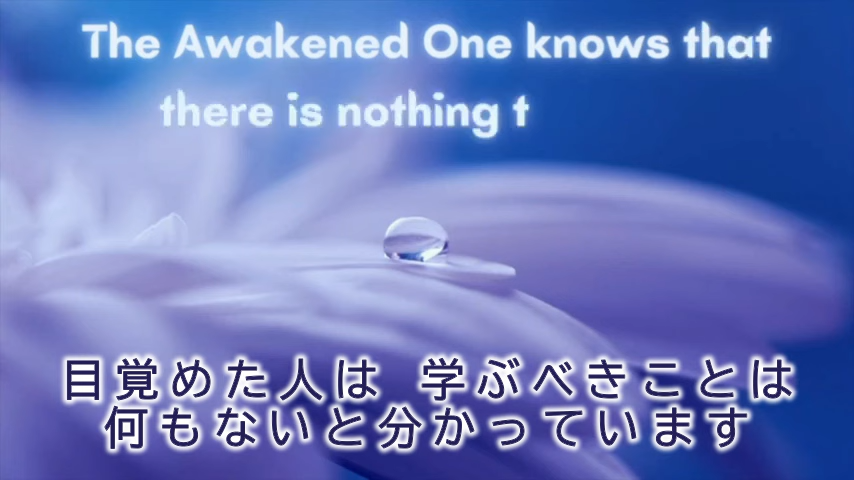 The Awakened One knows that
there is nothing t
目覚めた人は 学ぶべきことは
何もないと分かっています